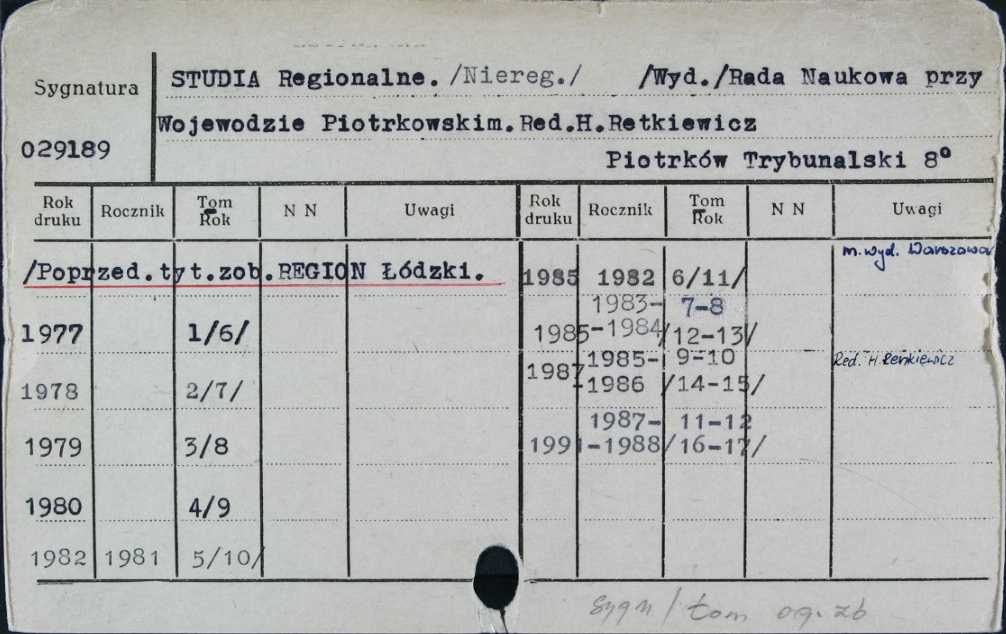 Sygnatura
029189
STUDIA Regionalne. /Niereg./ /Wyd./Rada Naukowa przy
Wojewodzie Piotrkowskim.Red.H.Retkiewicz
Piotrków Trybunalski 8°
Rok druku Rocznik Tom Rok N N Uwagi Rok druku Rocznik Tom Rok N N Uwagi
/Poprzed.tyt.zob.REGION Łódzki.
1977 1/6/
1978 2/7/
1979 3/8
1980 4/9
1982 1981 5/10/
m.wyd. Warszawa
1985 1982 6/11/
1983- 7-8
1985-1984 /12-13/
1985- 9-10 Red. H. Renkiewicz
1987 -1986 /14-15/
1987- 11-12
1991-1988 /16-17/
sygn / tom og. zb